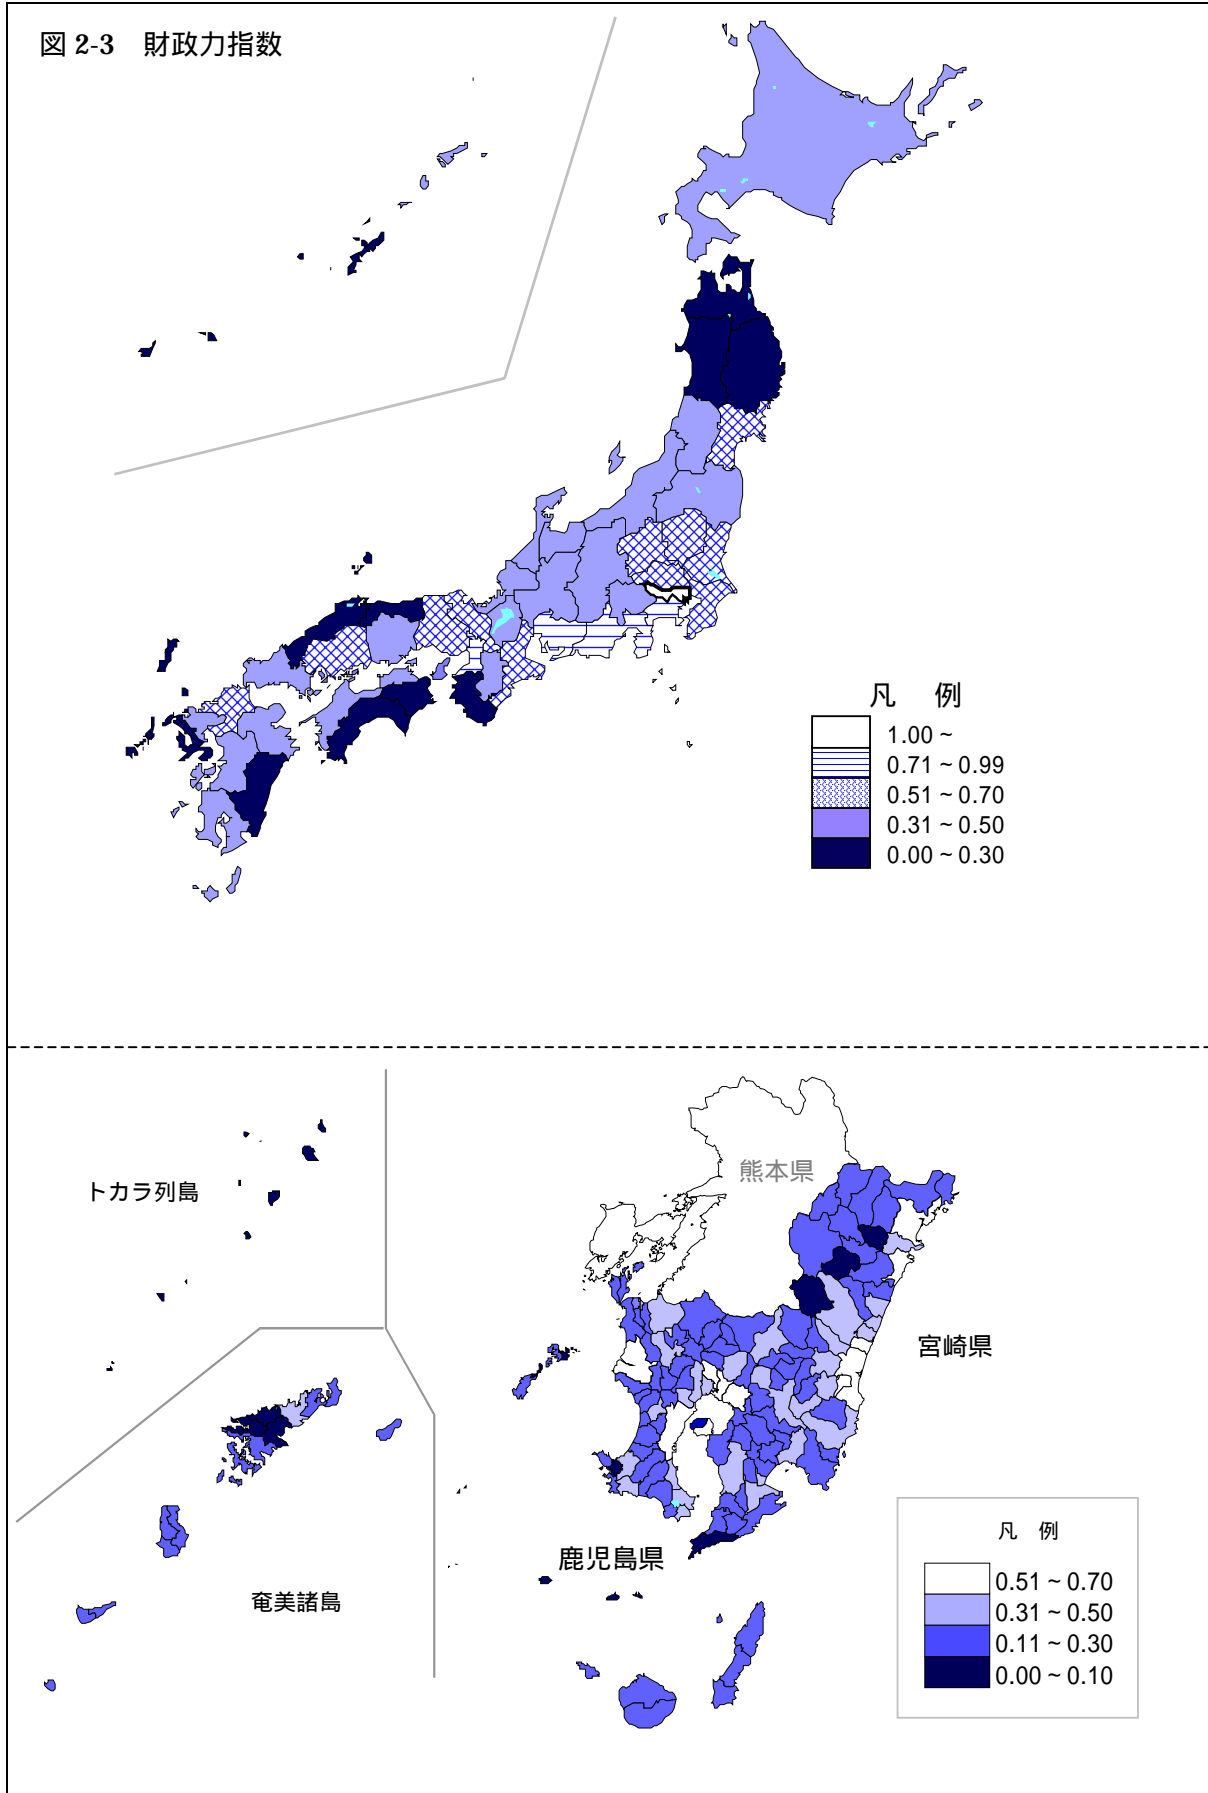 図 2-3 財政力指数
凡 例
1.00 ~
0.71 ~ 0.99
0.51 ~ 0.70
0.31 ~ 0.50
0.00 ~ 0.30
熊本県
トカラ列島
宮崎県
鹿児島県
奄美諸島
凡 例
0.51 ~ 0.70
0.31 ~ 0.50
0.11 ~ 0.30
0.00 ~ 0.10